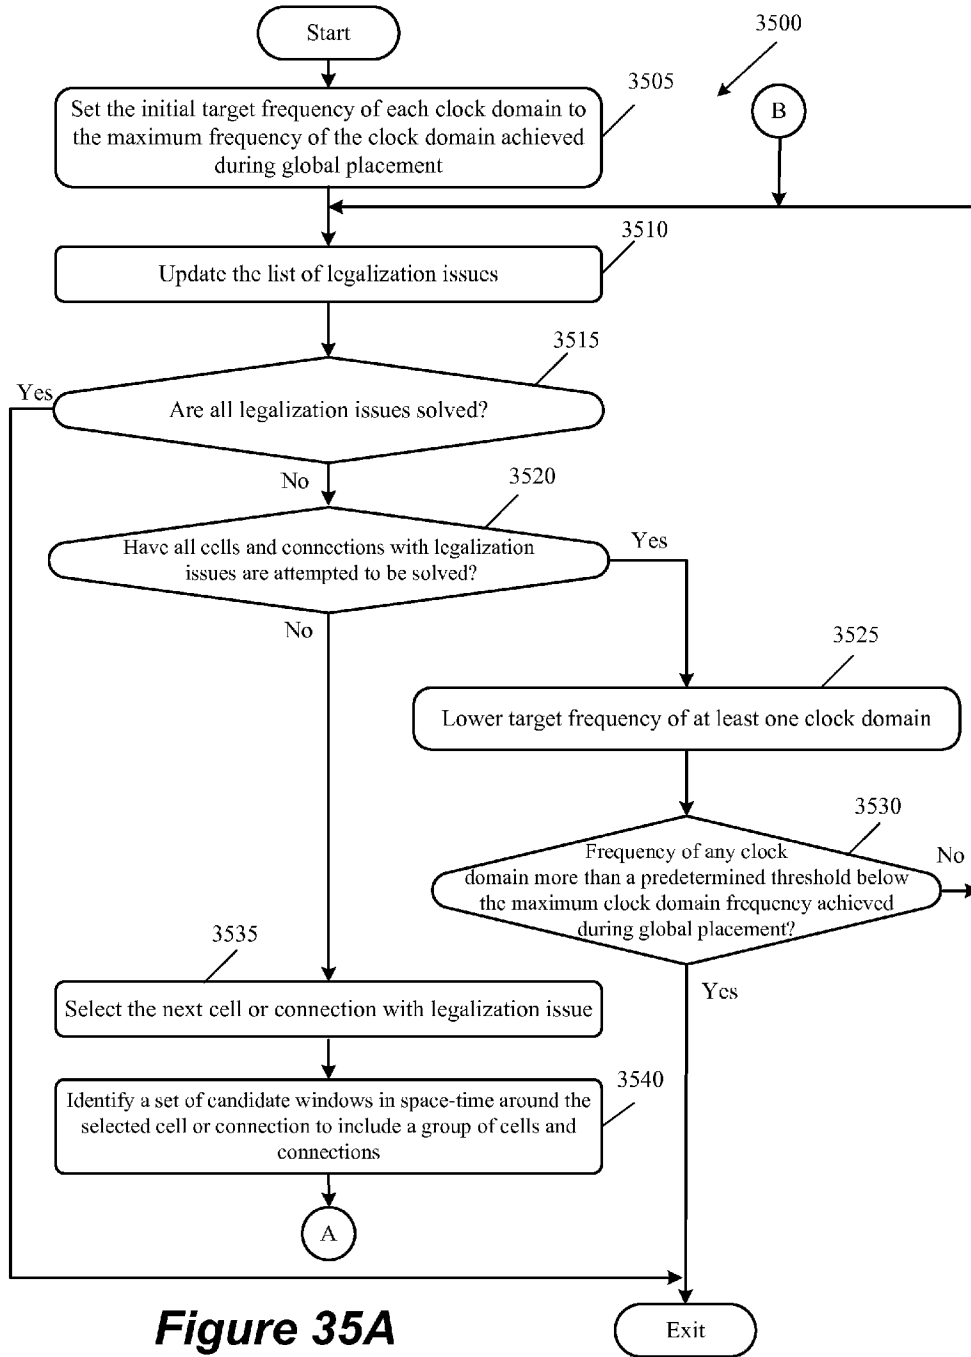 Start
3500
3505
Set the initial target frequency of each clock domain to
the maximum frequency of the clock domain achieved
during global placement
B
3510
Update the list of legalization issues
3515
Yes
Are all legalization issues solved?
No
3520
Have all cells and connections with legalization
issues are attempted to be solved?
Yes
No
3525
Lower target frequency of at least one clock domain
3530
Frequency of any clock
domain more than a predetermined threshold below
the maximum clock domain frequency achieved
during global placement?
No
Yes
3535
Select the next cell or connection with legalization issue
3540
Identify a set of candidate windows in space-time around the
selected cell or connection to include a group of cells and
connections
A
Exit
Figure 35A